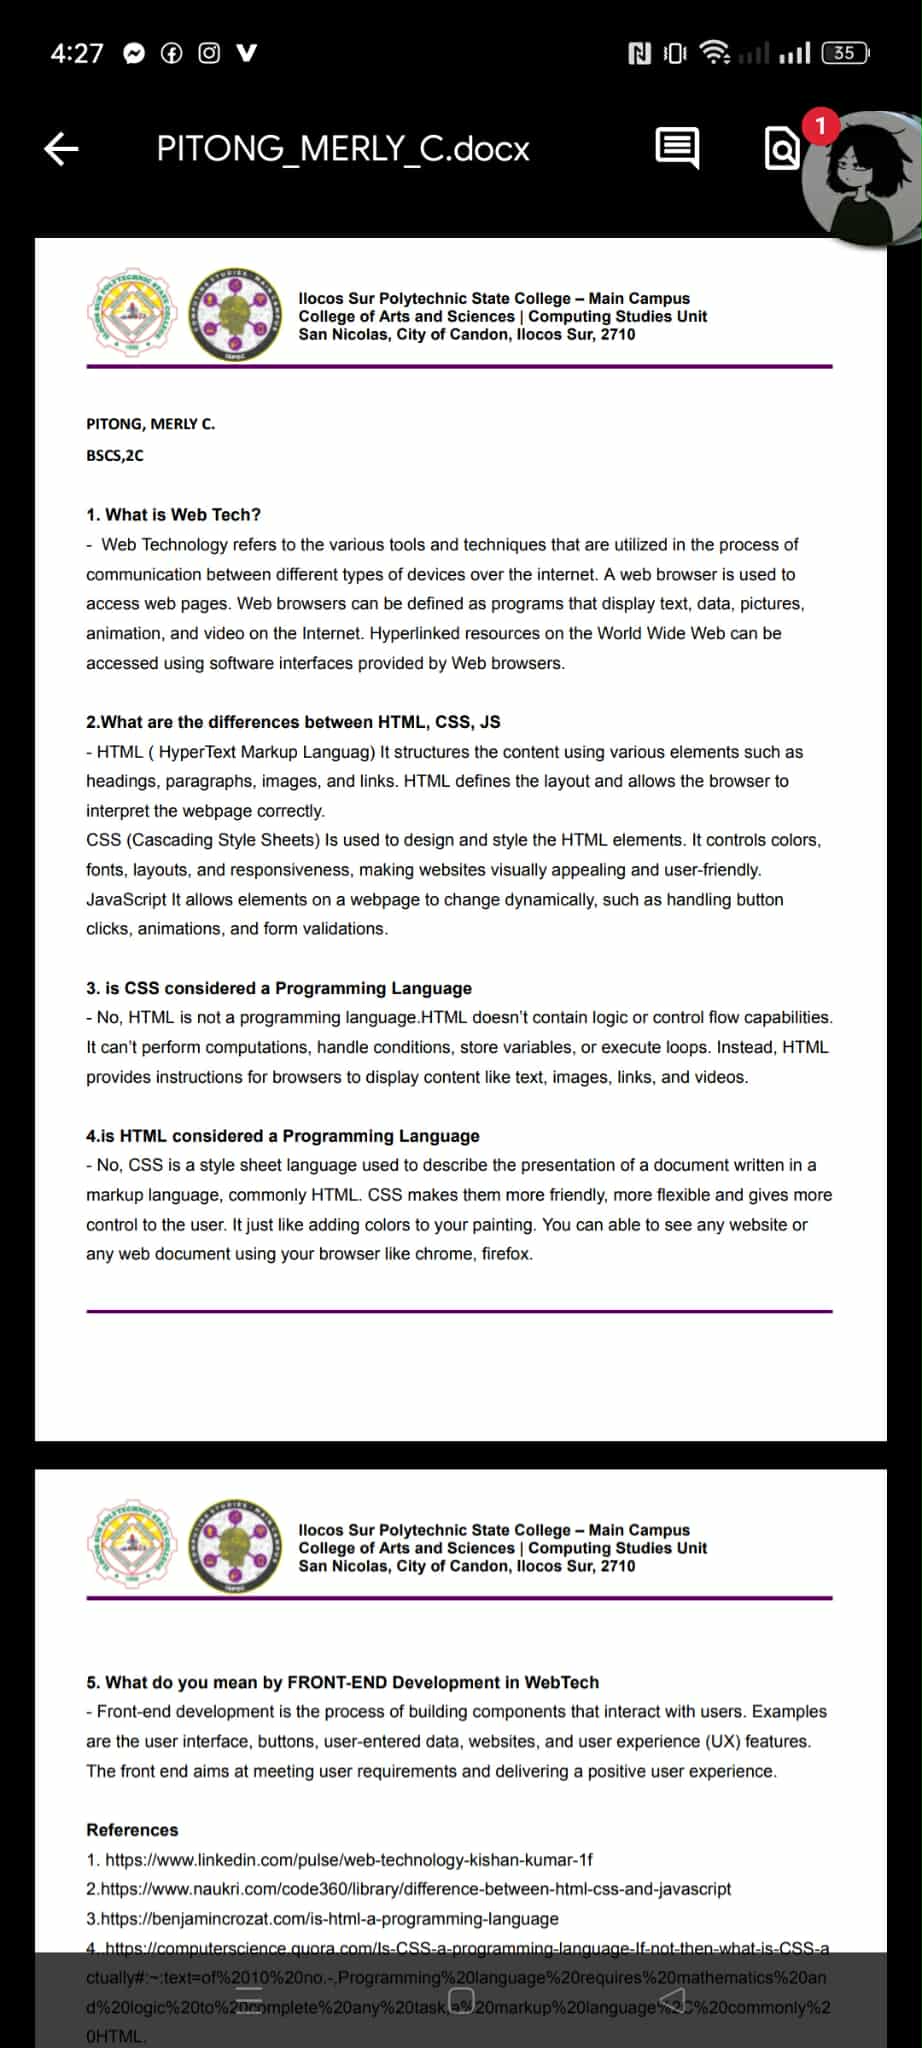 4:27
35
PITONG_MERLY_C.docx
1
Ilocos Sur Polytechnic State College – Main Campus
College of Arts and Sciences | Computing Studies Unit
San Nicolas, City of Candon, Ilocos Sur, 2710
PITONG, MERLY C.
BSCS,2C
1. What is Web Tech?
- Web Technology refers to the various tools and techniques that are utilized in the process of
communication between different types of devices over the internet. A web browser is used to
access web pages. Web browsers can be defined as programs that display text, data, pictures,
animation, and video on the Internet. Hyperlinked resources on the World Wide Web can be
accessed using software interfaces provided by Web browsers.
2.What are the differences between HTML, CSS, JS
- HTML ( HyperText Markup Languag) It structures the content using various elements such as
headings, paragraphs, images, and links. HTML defines the layout and allows the browser to
interpret the webpage correctly.
CSS (Cascading Style Sheets) Is used to design and style the HTML elements. It controls colors,
fonts, layouts, and responsiveness, making websites visually appealing and user-friendly.
JavaScript It allows elements on a webpage to change dynamically, such as handling button
clicks, animations, and form validations.
3. is CSS considered a Programming Language
- No, HTML is not a programming language.HTML doesn't contain logic or control flow capabilities.
It can't perform computations, handle conditions, store variables, or execute loops. Instead, HTML
provides instructions for browsers to display content like text, images, links, and videos.
4.is HTML considered a Programming Language
- No, CSS is a style sheet language used to describe the presentation of a document written in a
markup language, commonly HTML. CSS makes them more friendly, more flexible and gives more
control to the user. It just like adding colors to your painting. You can able to see any website or
any web document using your browser like chrome, firefox.
Ilocos Sur Polytechnic State College – Main Campus
College of Arts and Sciences | Computing Studies Unit
San Nicolas, City of Candon, Ilocos Sur, 2710
5. What do you mean by FRONT-END Development in WebTech
- Front-end development is the process of building components that interact with users. Examples
are the user interface, buttons, user-entered data, websites, and user experience (UX) features.
The front end aims at meeting user requirements and delivering a positive user experience.
References
1. https://www.linkedin.com/pulse/web-technology-kishan-kumar-1f
2.https://www.naukri.com/code360/library/difference-between-html-css-and-javascript
3.https://benjamincrozat.com/is-html-a-programming-language
4..https://computerscience.quora.com/Is-CSS-a-programming-language-If-not-then-what-is-CSS-a
ctually#:~:text=of%2010%20no.-,Programming%20language%20requires%20mathematics%20an
d%20logic%20to%20complete%20any%20task,a%20markup%20language%2C%20commonly%2
0HTML.